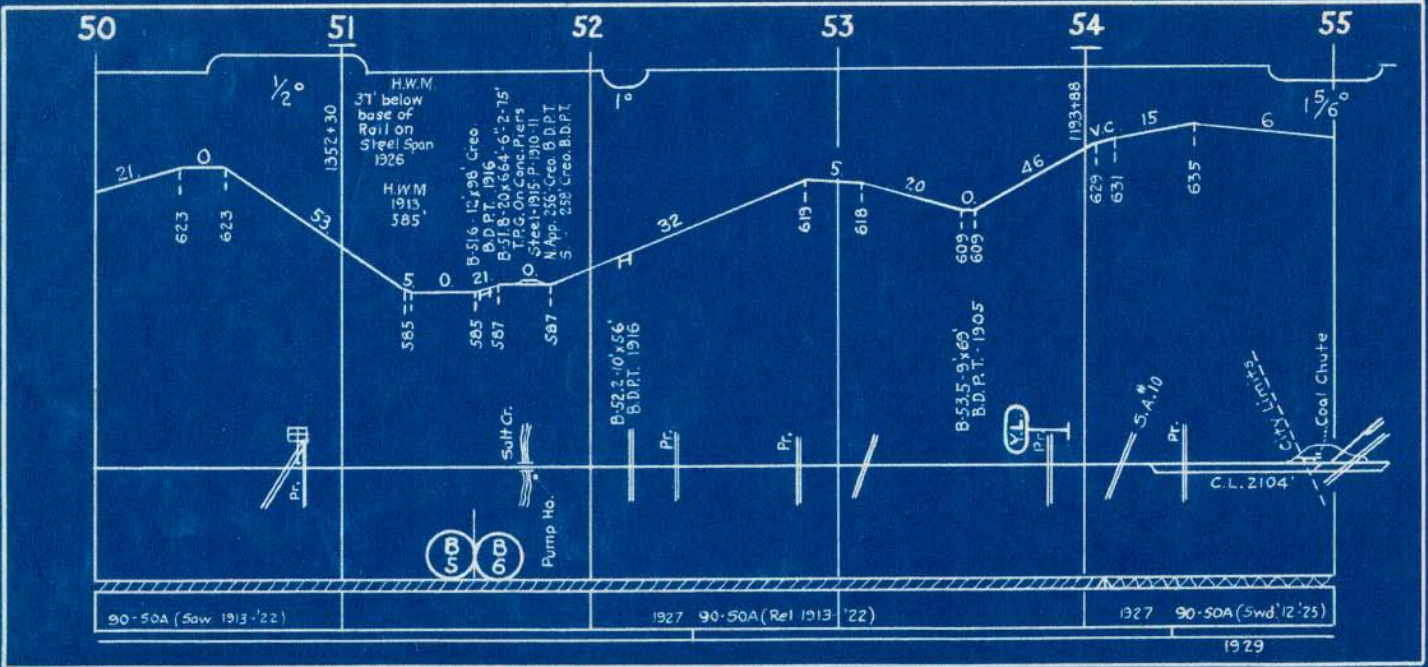 50 51 52 53 54 55
1/2°
1352+30
H.W.M.
37' below
base of
Rail on
Steel Span
1926
H.W.M
1913
585'
B-516 - 12'x98' Creo.
B.D.P.T. 1916
B-51.8-20x664'-6" 2-75'
T.P.G. On Conc. Piers
Steel-1915-P-1910-11
N. App. 256' Creo. B.D.P.T.
S. " 258' Creo. B.D.P.T.
1°
1193+88
1 5/6°
21. 0. 53 S. 0. 21. 0. 32 S. 20 0. 46 V.C. 15 6
623 623 585 585 587 587 619 618 609 609 629 631 635
B-52.2-10'x56'
B.D.P.T. 1916
B-53.5-9'x69'
B.D.P.T.-1905
Pr.
Salt Cr.
Pump Ho.
Pr.
Pr.
Y.L.
Pr.
S.A.#10
Pr.
City Limits
Coal Chute
C.L. 2104'
B
5
B
6
90-50A (Saw 1913-'22) 1927 90-50A (Rel 1913-'22) 1927 90-50A (Swd.'12-'25)
1929